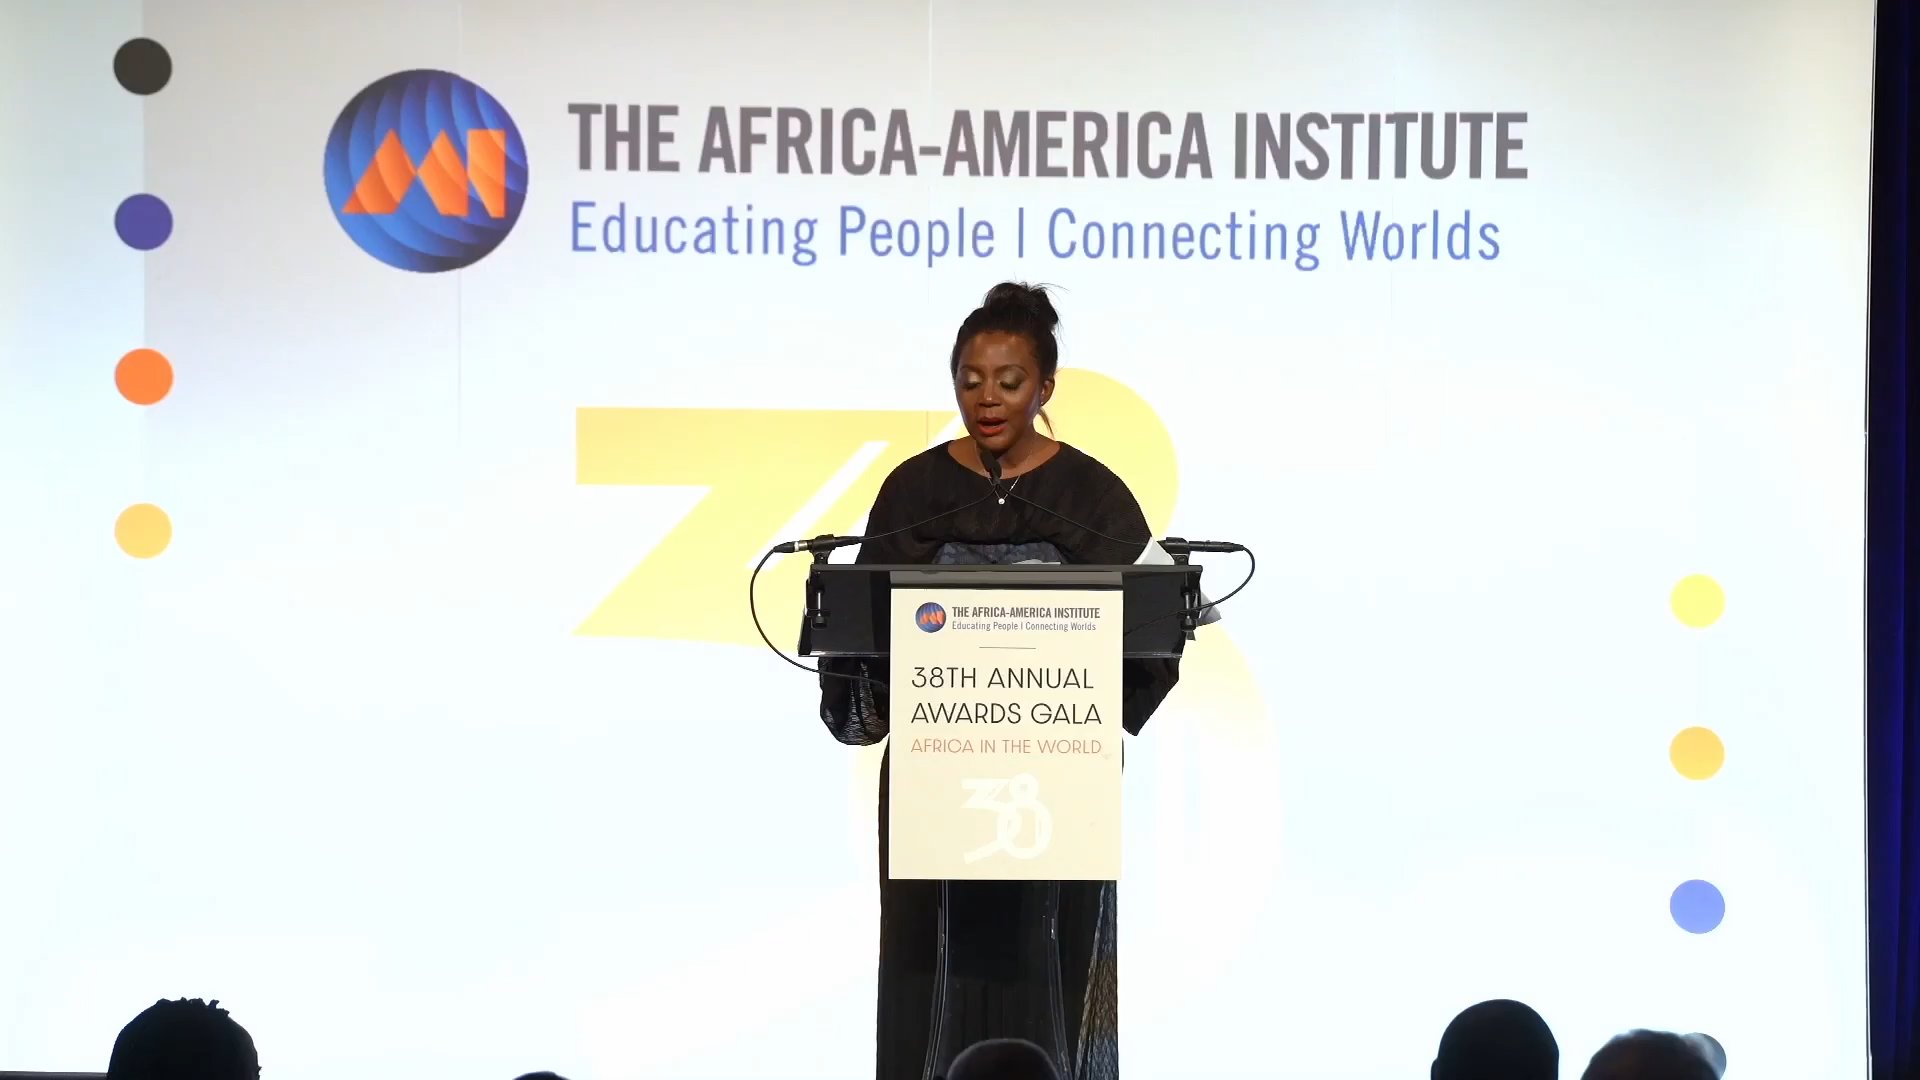 THE AFRICA-AMERICA INSTITUTE
Educating People | Connecting Worlds
38
THE AFRICA-AMERICA INSTITUTE
Educating People | Connecting Worlds
38TH ANNUAL
AWARDS GALA
AFRICA IN THE WORLD
38